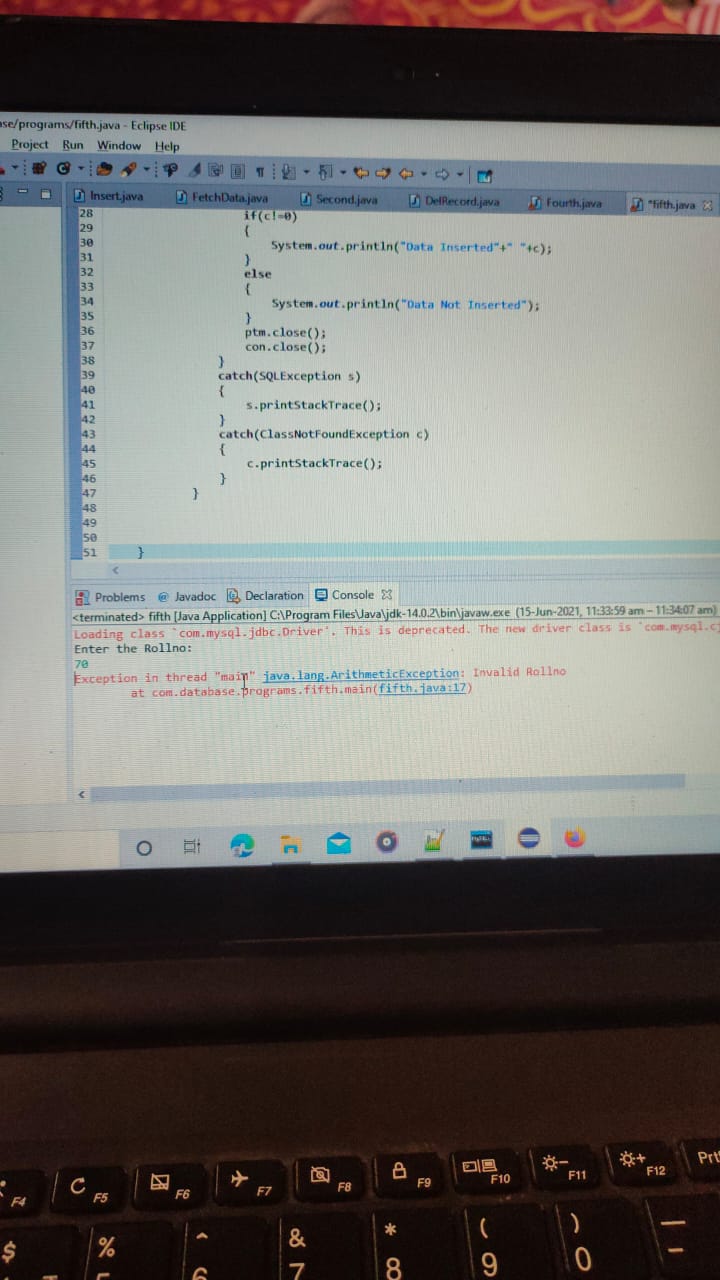 ase/programs/fifth.java - Eclipse IDE
Project Run Window Help
Insert.java FetchData.java Second.java DelRecord.java Fourth.java *fifth.java
28 if(c!=0)
29 {
30 System.out.println("Data Inserted"+" "+c);
31 }
32 else
33 {
34 System.out.println("Data Not Inserted");
35 }
36 ptm.close();
37 con.close();
38 }
39 catch(SQLException s)
40 {
41 s.printStackTrace();
42 }
43 catch(ClassNotFoundException c)
44 {
45 c.printStackTrace();
46 }
47 }
48
49
50
51 }
Problems @ Javadoc Declaration Console
<terminated> fifth [Java Application] C:\Program Files\Java\jdk-14.0.2\bin\javaw.exe (15-Jun-2021, 11:33:59 am – 11:34:07 am)
Loading class `com.mysql.jdbc.Driver'. This is deprecated. The new driver class is `com.mysql.cj
Enter the Rollno:
70
Exception in thread "main" java.lang.ArithmeticException: Invalid Rollno
at com.database.programs.fifth.main(fifth.java:17)
F4 F5 F6 F7 F8 F9 F10 F11 F12 Prt
$ % ^ & * ( )
6 7 8 9 0